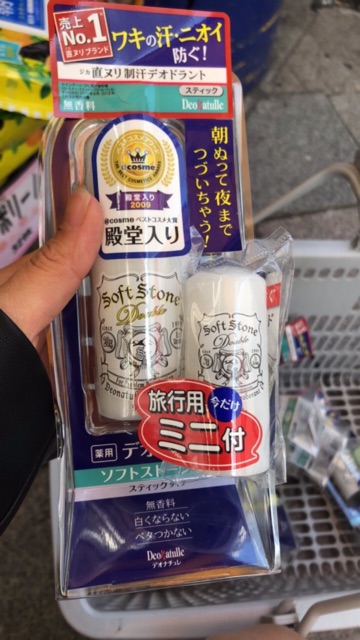 売上
No.1
直ヌリブランド
ワキの汗・ニオイ
防ぐ!
直ヌリ制汗デオドラント
スティック
無香料
Deonatulle
朝ぬって夜まで
つづいちゃう!
@cosme
殿堂入り
2009
@cosme ベストコスメ大賞
殿堂入り
Soft Stone
Double
Soft Stone
Double
旅行用
今だけ
ミニ付
薬用
デオ
ソフトストーン
スティックタイプ
無香料
白くならない
ベタつかない
Deonatulle
デオナチュレ